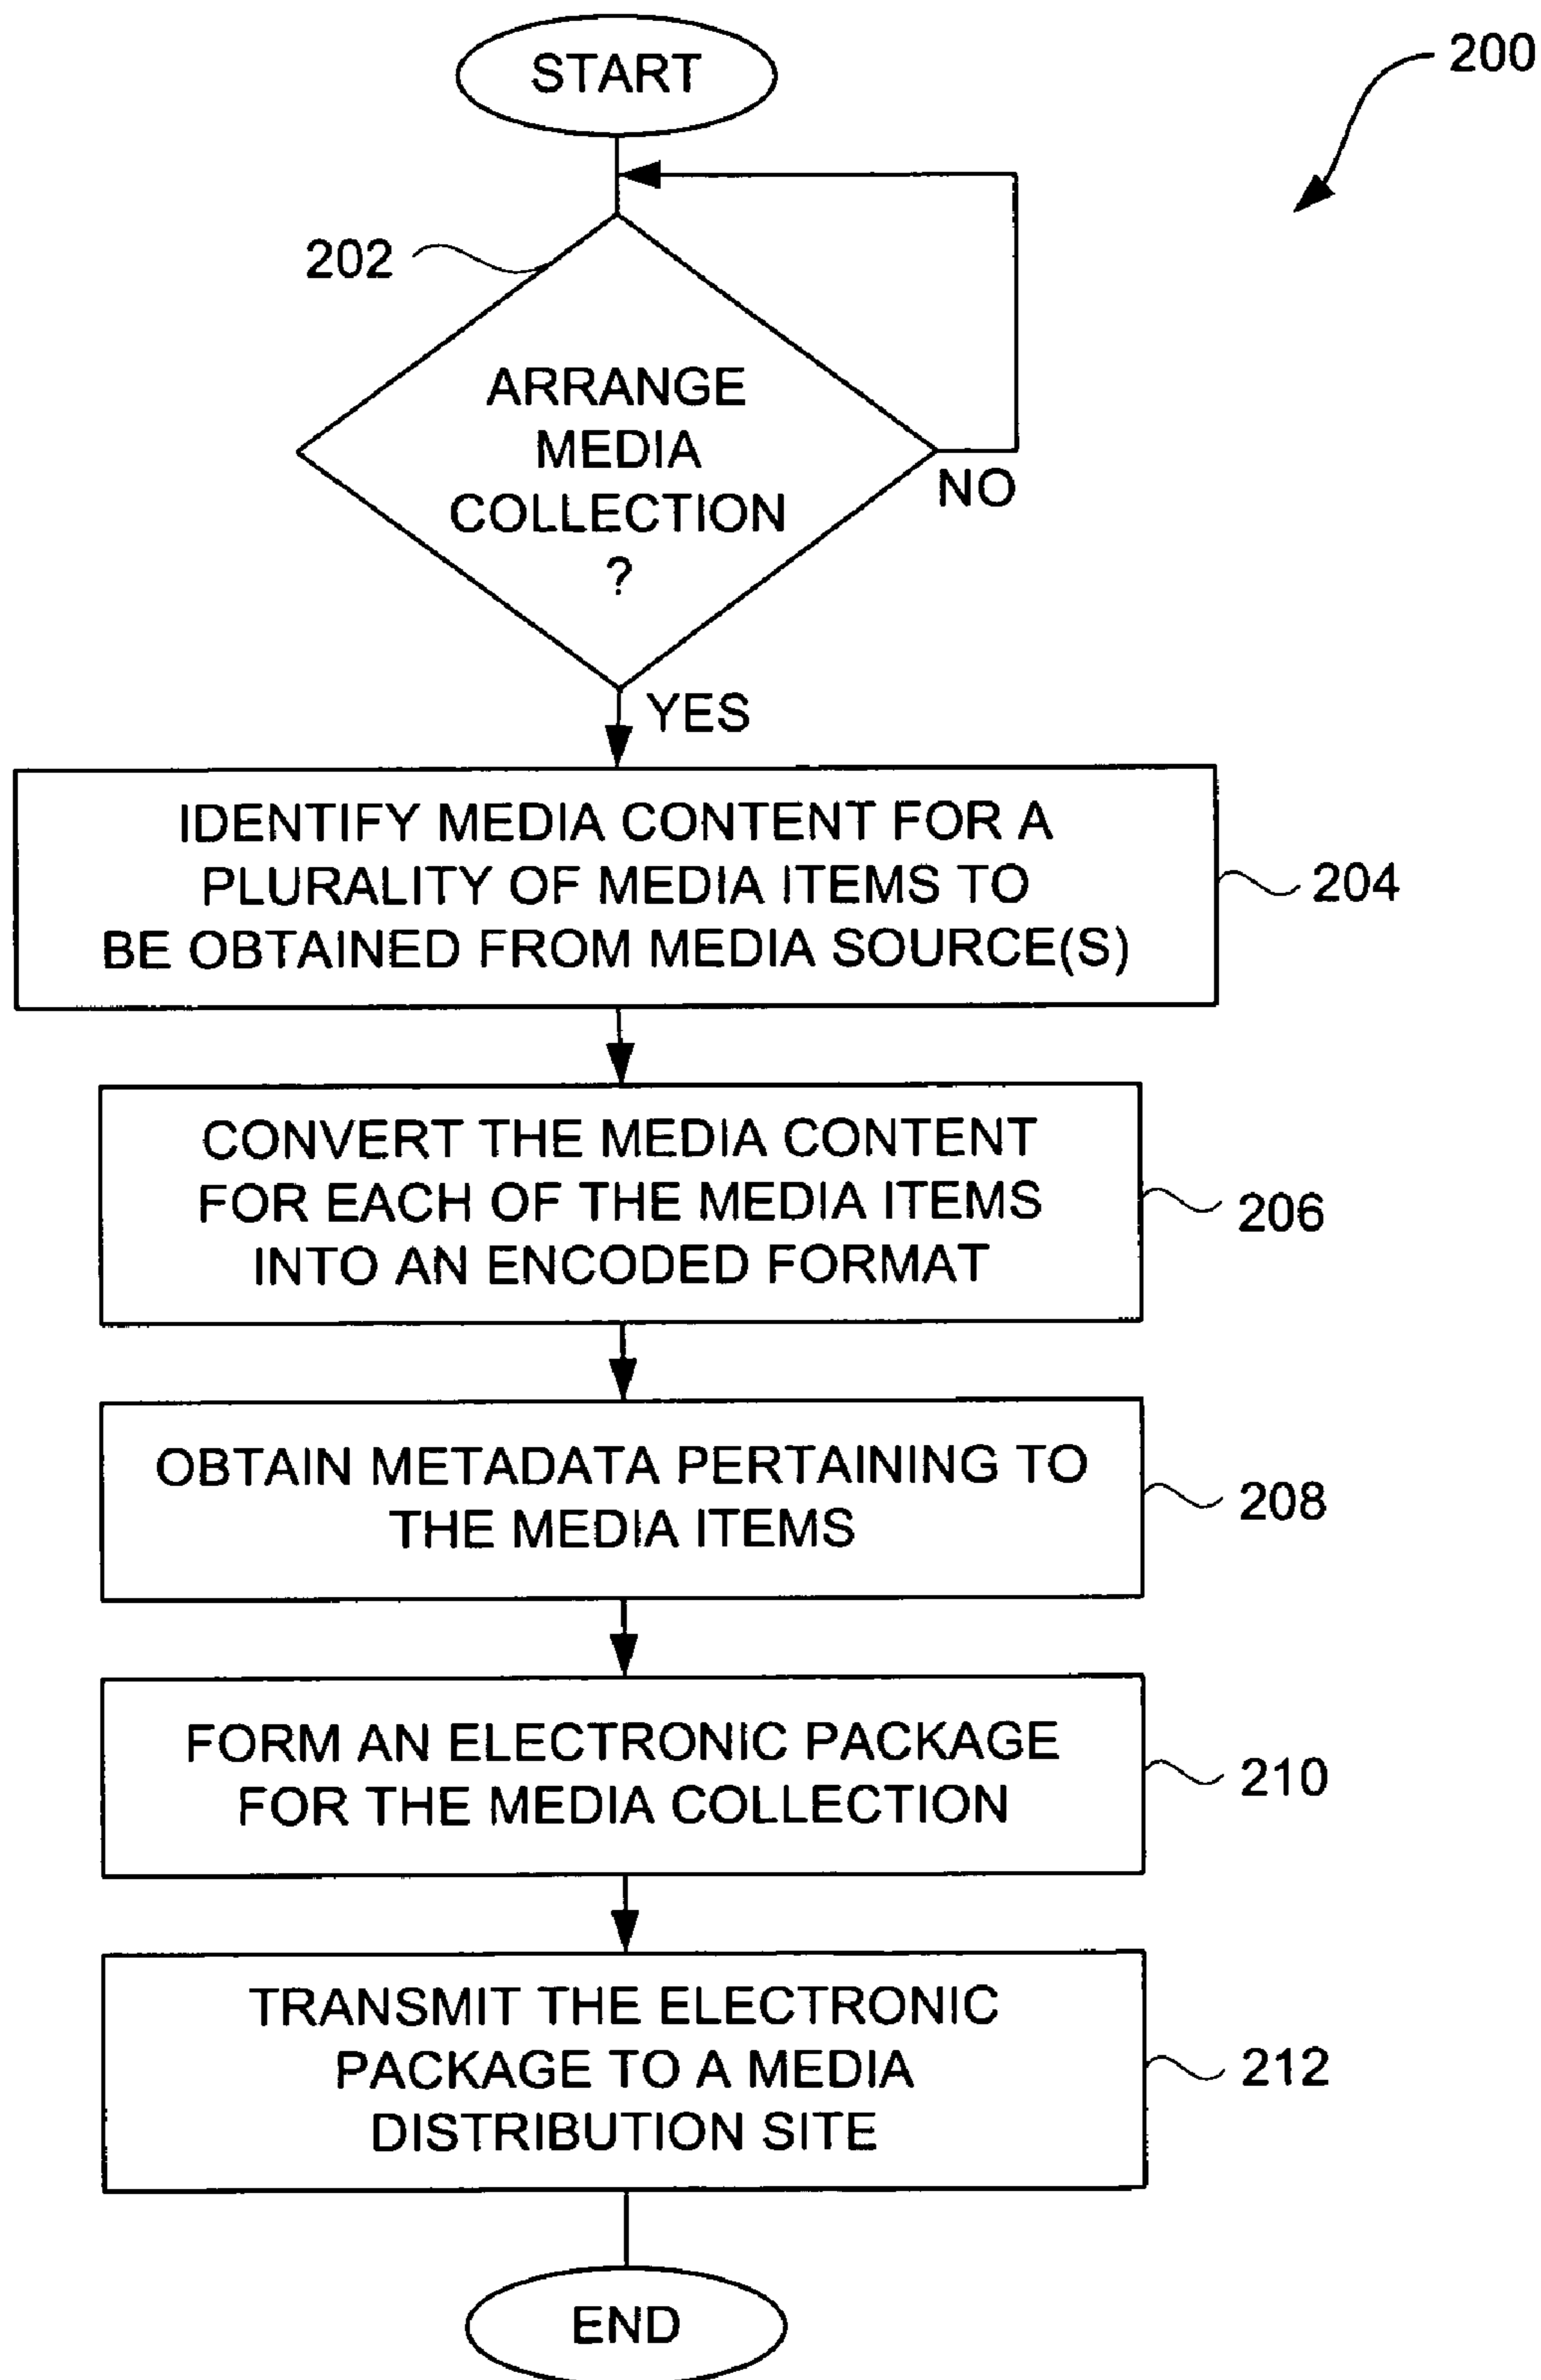 START
200
202
ARRANGE
MEDIA
COLLECTION
?
NO
YES
IDENTIFY MEDIA CONTENT FOR A
PLURALITY OF MEDIA ITEMS TO
BE OBTAINED FROM MEDIA SOURCE(S)
204
CONVERT THE MEDIA CONTENT
FOR EACH OF THE MEDIA ITEMS
INTO AN ENCODED FORMAT
206
OBTAIN METADATA PERTAINING TO
THE MEDIA ITEMS
208
FORM AN ELECTRONIC PACKAGE
FOR THE MEDIA COLLECTION
210
TRANSMIT THE ELECTRONIC
PACKAGE TO A MEDIA
DISTRIBUTION SITE
212
END